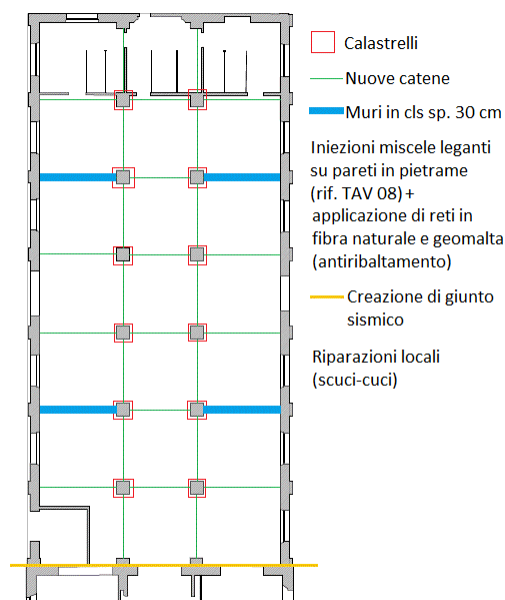 Calastrelli
Nuove catene
Muri in cls sp. 30 cm
Iniezioni miscele leganti
su pareti in pietrame
(rif. TAV 08) +
applicazione di reti in
fibra naturale e geomalta
(antiribaltamento)
Creazione di giunto
sismico
Riparazioni locali
(scuci-cuci)